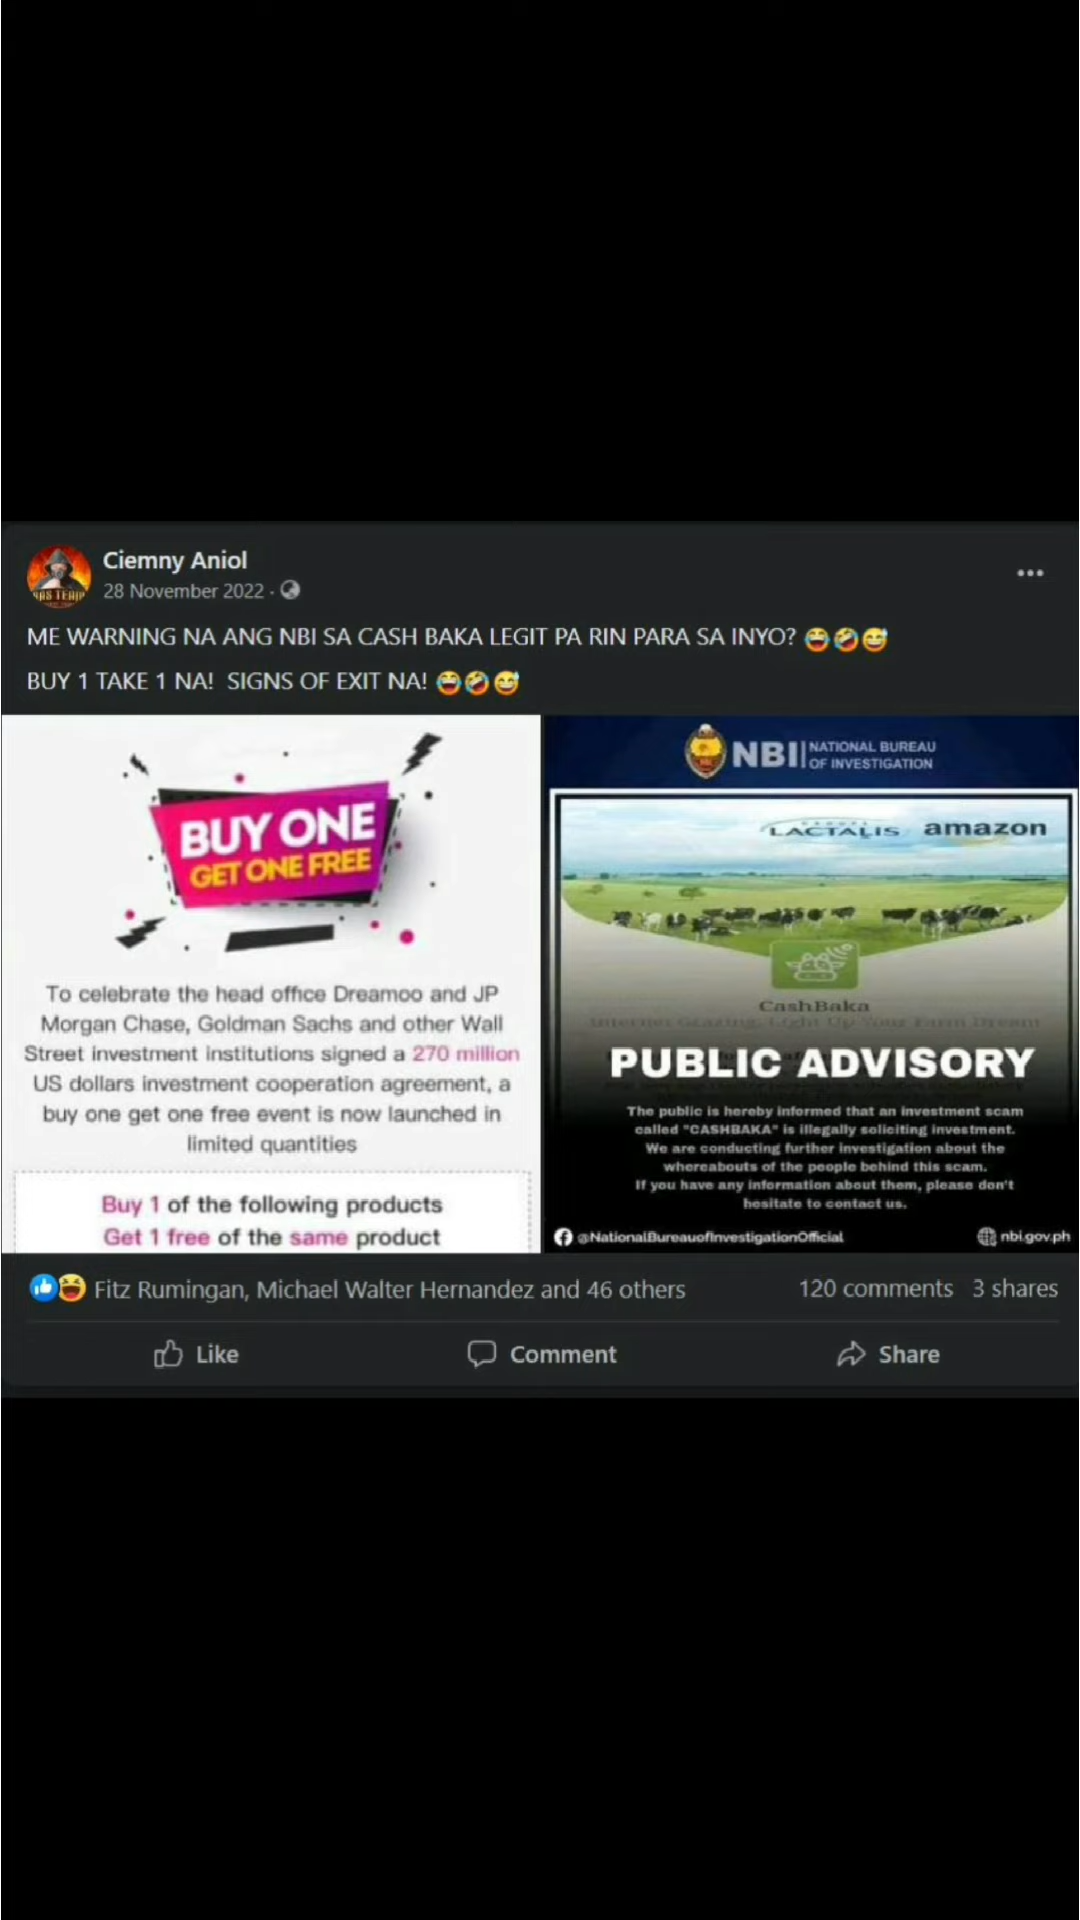 Ciemny Aniol
28 November 2022 ·
ME WARNING NA ANG NBI SA CASH BAKA LEGIT PA RIN PARA SA INYO? 😂🤣😅
BUY 1 TAKE 1 NA! SIGNS OF EXIT NA! 😂🤣😅
BUY ONE
GET ONE FREE
To celebrate the head office Dreamoo and JP
Morgan Chase, Goldman Sachs and other Wall
Street investment institutions signed a 270 million
US dollars investment cooperation agreement, a
buy one get one free event is now launched in
limited quantities
Buy 1 of the following products
Get 1 free of the same product
NBI NATIONAL BUREAU
OF INVESTIGATION
LACTALIS amazon
CashBaka
Internet Grazing, Light Up Your Farm Dream
PUBLIC ADVISORY
The public is hereby informed that an investment scam
called "CASHBAKA" is illegally soliciting investment.
We are conducting further investigation about the
whereabouts of the people behind this scam.
If you have any information about them, please don't
hesitate to contact us.
@NationalBureauofInvestigationOfficial
nbi.gov.ph
Fitz Rumingan, Michael Walter Hernandez and 46 others
120 comments 3 shares
Like Comment Share